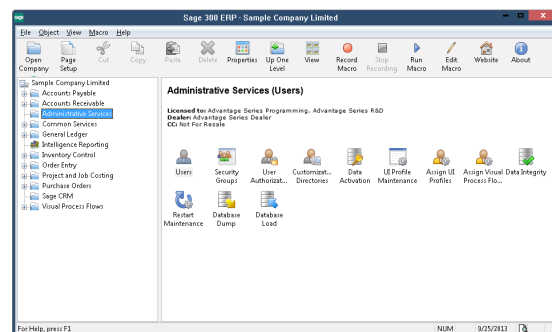 sage
Sage 300 ERP - Sample Company Limited
File Object View Macro Help
Open Company
Page Setup
Cut
Copy
Paste
Delete
Properties
Up One Level
View
Record Macro
Stop Recording
Run Macro
Edit Macro
Website
About
Sample Company Limited
Accounts Payable
Accounts Receivable
Administrative Services
Common Services
General Ledger
Intelligence Reporting
Inventory Control
Order Entry
Project and Job Costing
Purchase Orders
Sage CRM
Visual Process Flows
Administrative Services (Users)
Licensed to: Advantage Series Programming, Advantage Series R&D
Dealer: Advantage Series Dealer
CC: Not For Resale
Users
Security Groups
User Authorizat...
Customizat... Directories
Data Activation
UI Profile Maintenance
Assign UI Profiles
Assign Visual Process Flo...
Data Integrity
Restart Maintenance
Database Dump
Database Load
For Help, press F1
NUM
9/25/2013